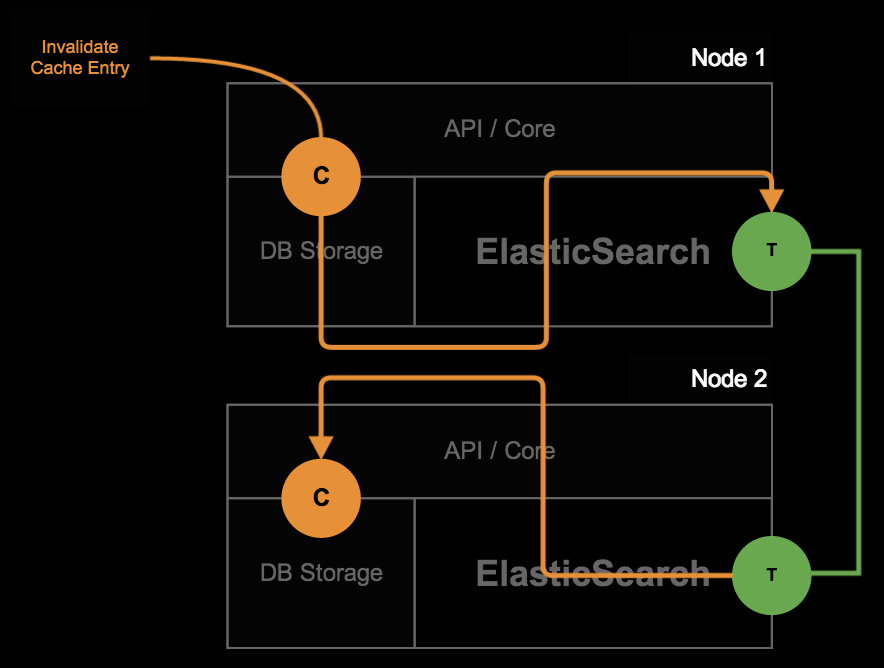 Invalidate
Cache Entry
Node 1
API / Core
C
DB Storage
ElasticSearch
T
Node 2
API / Core
C
DB Storage
ElasticSearch
T